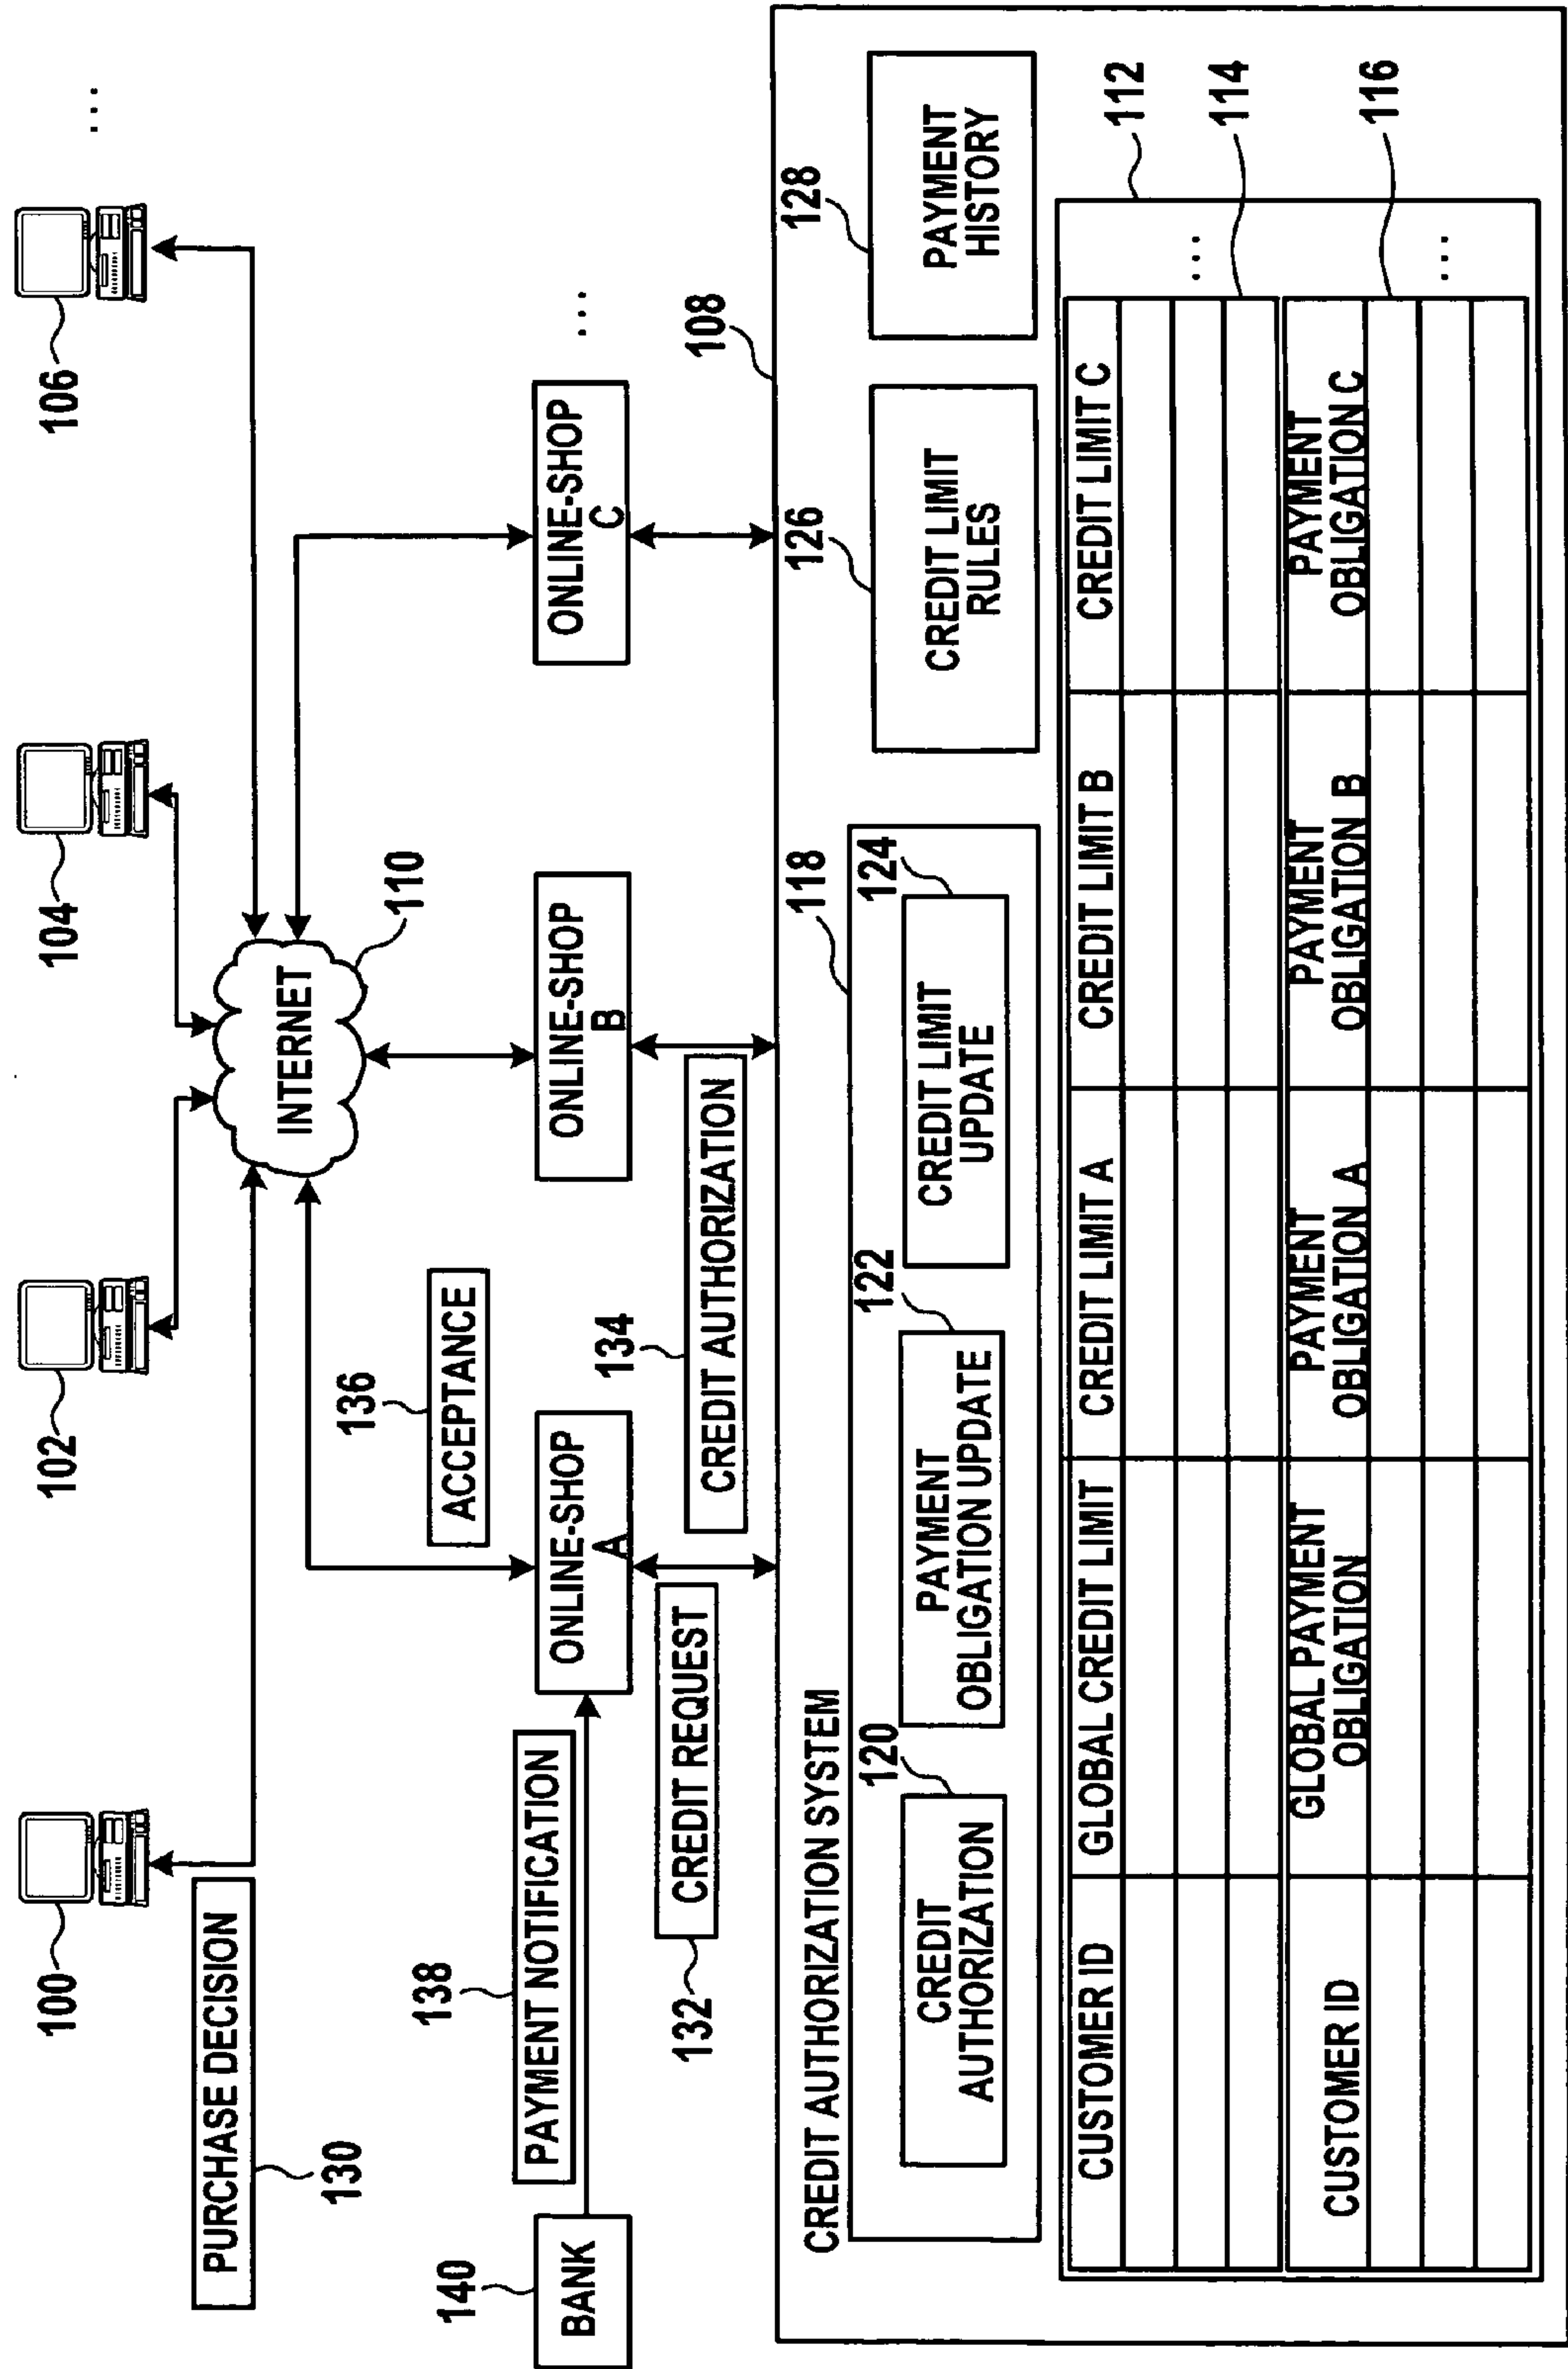 100
102
104
106
...
PURCHASE DECISION
130
INTERNET
110
136
ACCEPTANCE
138
PAYMENT NOTIFICATION
140
BANK
ONLINE-SHOP
A
ONLINE-SHOP
B
ONLINE-SHOP
C
...
132
CREDIT REQUEST
134
CREDIT AUTHORIZATION
108
CREDIT AUTHORIZATION SYSTEM
118
120
CREDIT
AUTHORIZATION
122
PAYMENT
OBLIGATION UPDATE
124
CREDIT LIMIT
UPDATE
126
CREDIT LIMIT
RULES
128
PAYMENT
HISTORY
112
CUSTOMER ID
GLOBAL CREDIT LIMIT
CREDIT LIMIT A
CREDIT LIMIT B
CREDIT LIMIT C
...
114
CUSTOMER ID
GLOBAL PAYMENT
OBLIGATION
PAYMENT
OBLIGATION A
PAYMENT
OBLIGATION B
PAYMENT
OBLIGATION C
116
...